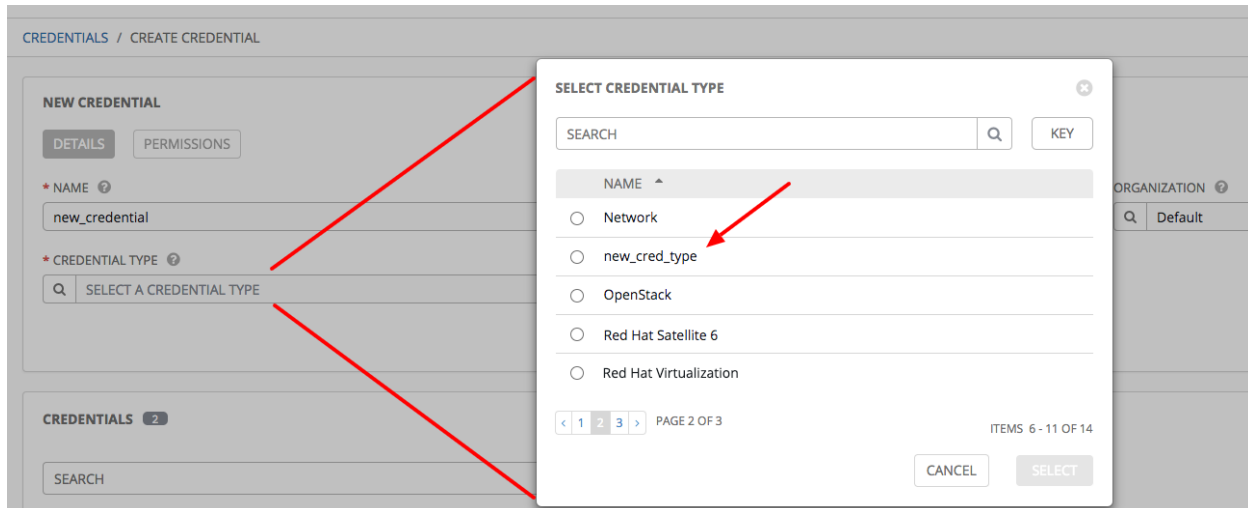 CREDENTIALS / CREATE CREDENTIAL
NEW CREDENTIAL
DETAILS PERMISSIONS
* NAME ?
new_credential
* CREDENTIAL TYPE ?
SELECT A CREDENTIAL TYPE
ORGANIZATION ?
Default
CREDENTIALS 2
SEARCH
SELECT CREDENTIAL TYPE
SEARCH KEY
NAME
Network
new_cred_type
OpenStack
Red Hat Satellite 6
Red Hat Virtualization
< 1 2 3 > PAGE 2 OF 3
ITEMS 6 - 11 OF 14
CANCEL SELECT